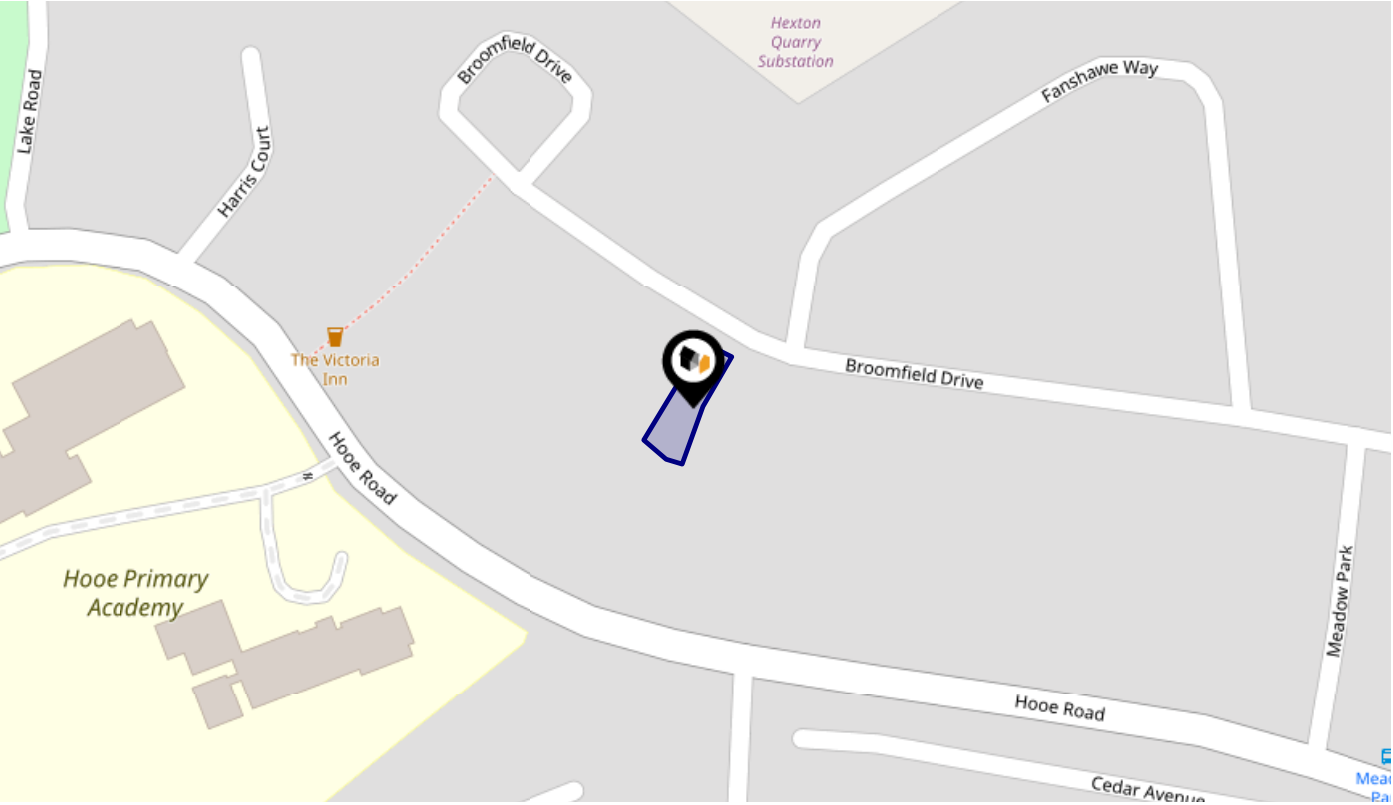 Hexton
Quarry
Substation
Broomfield Drive
Fanshawe Way
Lake Road
Harris Court
The Victoria
Inn
Broomfield Drive
Hooe Road
Hooe Primary
Academy
Meadow Park
Hooe Road
Cedar Avenue